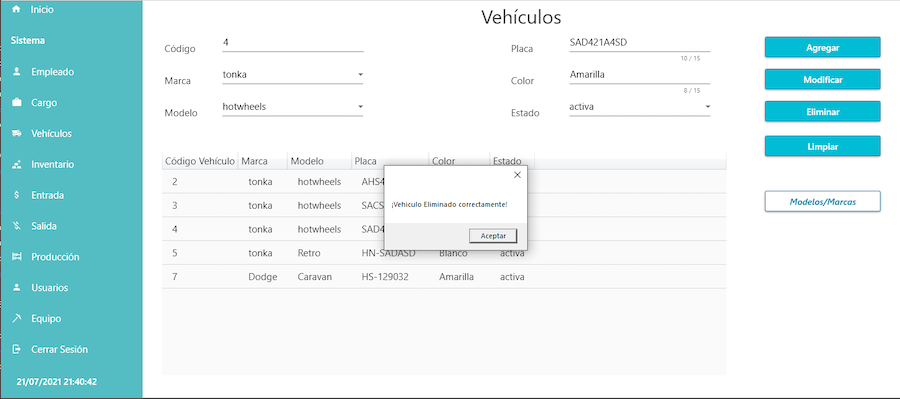 Inicio
Sistema
Empleado
Cargo
Vehículos
Inventario
Entrada
Salida
Producción
Usuarios
Equipo
Cerrar Sesión
21/07/2021 21:40:42
Vehículos
Código 4 Placa SAD421A4SD
10 / 15
Marca tonka Color Amarilla
8 / 15
Modelo hotwheels Estado activa
Agregar
Modificar
Eliminar
Limpiar
Modelos/Marcas
Código Vehículo Marca Modelo Placa Color Estado
2 tonka hotwheels AHS4
3 tonka hotwheels SACS
4 tonka hotwheels SAD4
5 tonka Retro HN-SADASD Blanco activa
7 Dodge Caravan HS-129032 Amarilla activa
¡Vehiculo Eliminado correctamente!
Aceptar